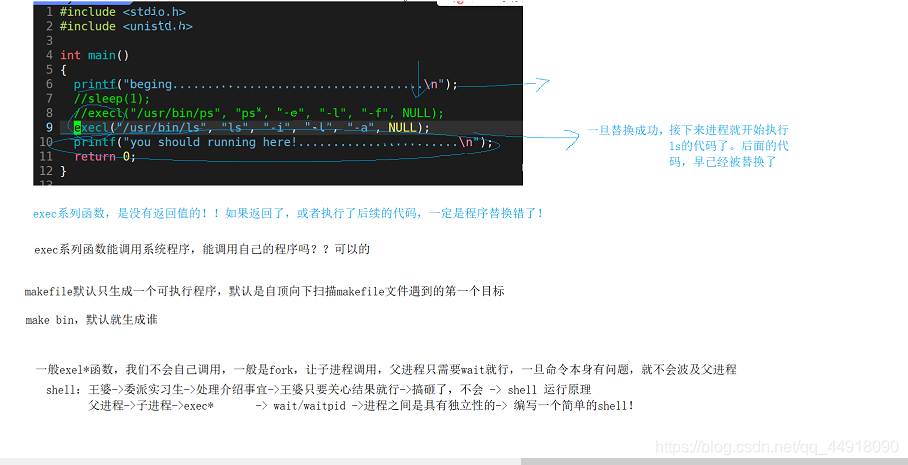 1 #include <stdio.h>
2 #include <unistd.h>
3
4 int main()
5 {
6 printf("beging....................................\n");
7 //sleep(1);
8 //execl("/usr/bin/ps", "ps", "-e", "-l", "-f", NULL);
9 execl("/usr/bin/ls", "ls", "-i", "-l", "-a", NULL);
10 printf("you should running here!.......................\n");
11 return 0;
12 }
13
一旦替换成功，接下来进程就开始执行
ls的代码了。后面的代
码，早已经被替换了
exec系列函数，是没有返回值的！！如果返回了，或者执行了后续的代码，一定是程序替换错了！
exec系列函数能调用系统程序，能调用自己的程序吗？？可以的
makefile默认只生成一个可执行程序，默认是自顶向下扫描makefile文件遇到的第一个目标
make bin，默认就生成谁
一般exel*函数，我们不会自己调用，一般是fork，让子进程调用，父进程只需要wait就行，一旦命令本身有问题，就不会波及父进程
shell：王婆->委派实习生->处理介绍事宜->王婆只要关心结果就行->搞砸了，不会 -> shell 运行原理
父进程->子进程->exec* -> wait/waitpid ->进程之间是具有独立性的-> 编写一个简单的shell！
https://blog.csdn.net/qq_44918090